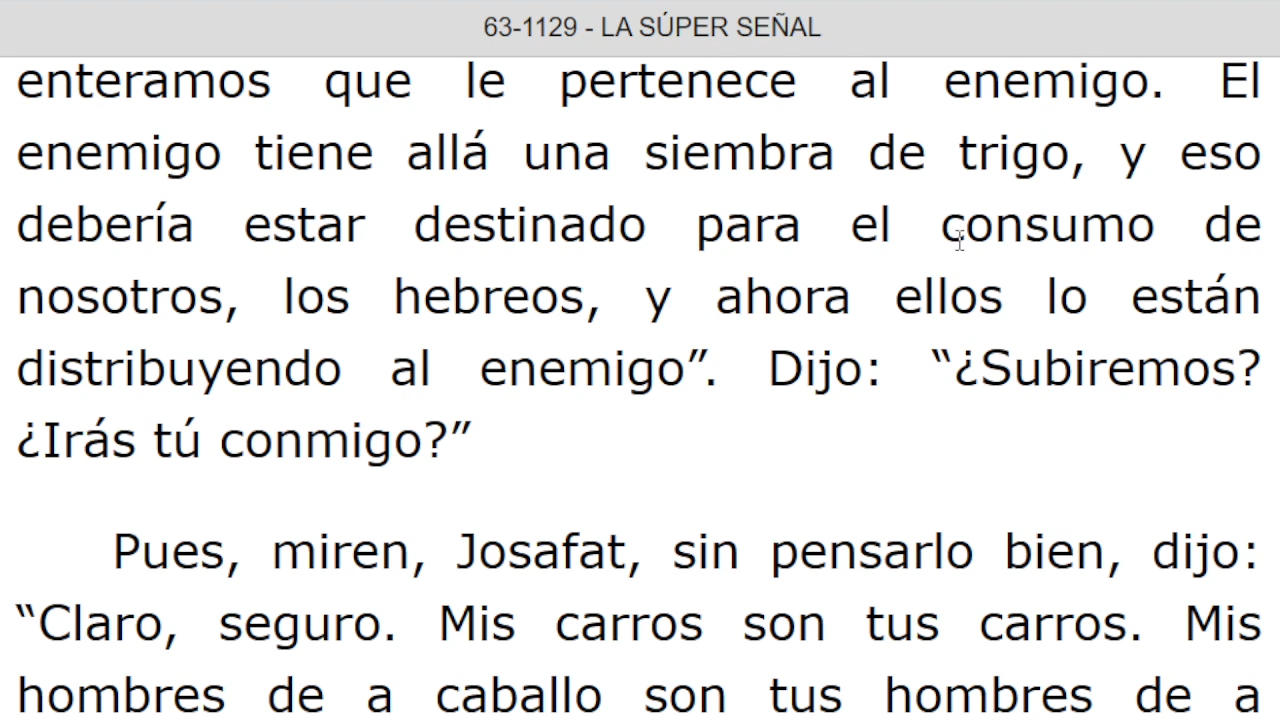 63-1129 - LA SÚPER SEÑAL
enteramos que le pertenece al enemigo. El
enemigo tiene allá una siembra de trigo, y eso
debería estar destinado para el consumo de
nosotros, los hebreos, y ahora ellos lo están
distribuyendo al enemigo”. Dijo: “¿Subiremos?
¿Irás tú conmigo?”
Pues, miren, Josafat, sin pensarlo bien, dijo:
“Claro, seguro. Mis carros son tus carros. Mis
hombres de a caballo son tus hombres de a